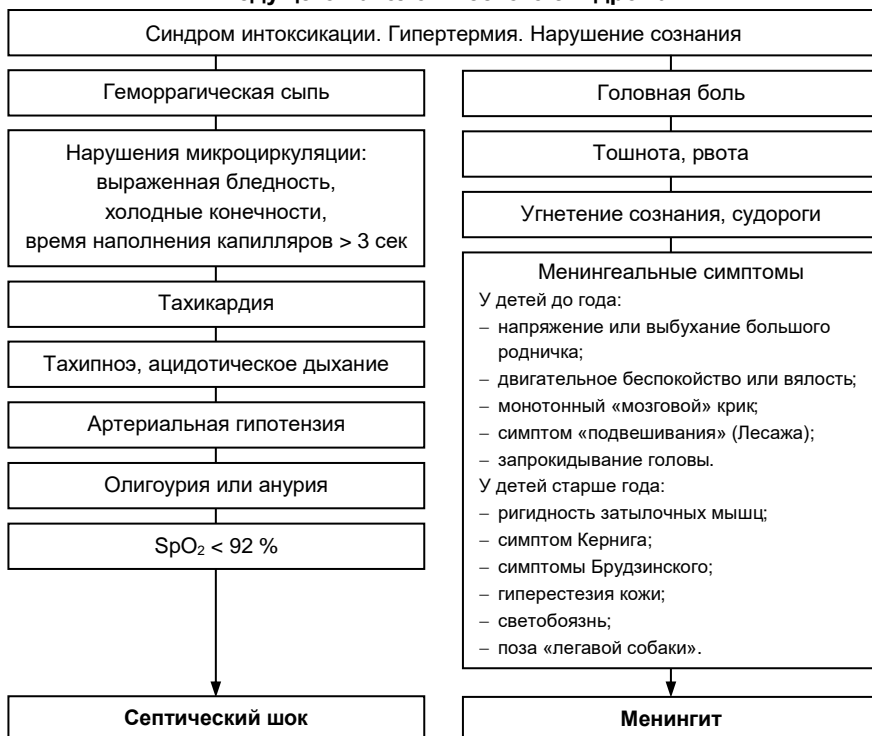 Синдром интоксикации. Гипертермия. Нарушение сознания
Геморрагическая сыпь
Нарушения микроциркуляции:
выраженная бледность,
холодные конечности,
время наполнения капилляров > 3 сек
Тахикардия
Тахипноэ, ацидотическое дыхание
Артериальная гипотензия
Олигоурия или анурия
SpO₂ < 92 %
Септический шок
Головная боль
Тошнота, рвота
Угнетение сознания, судороги
Менингеальные симптомы
У детей до года:
− напряжение или выбухание большого
родничка;
− двигательное беспокойство или вялость;
− монотонный «мозговой» крик;
− симптом «подвешивания» (Лесажа);
− запрокидывание головы.
У детей старше года:
− ригидность затылочных мышц;
− симптом Кернига;
− симптомы Брудзинского;
− гиперестезия кожи;
− светобоязнь;
− поза «легавой собаки».
Менингит